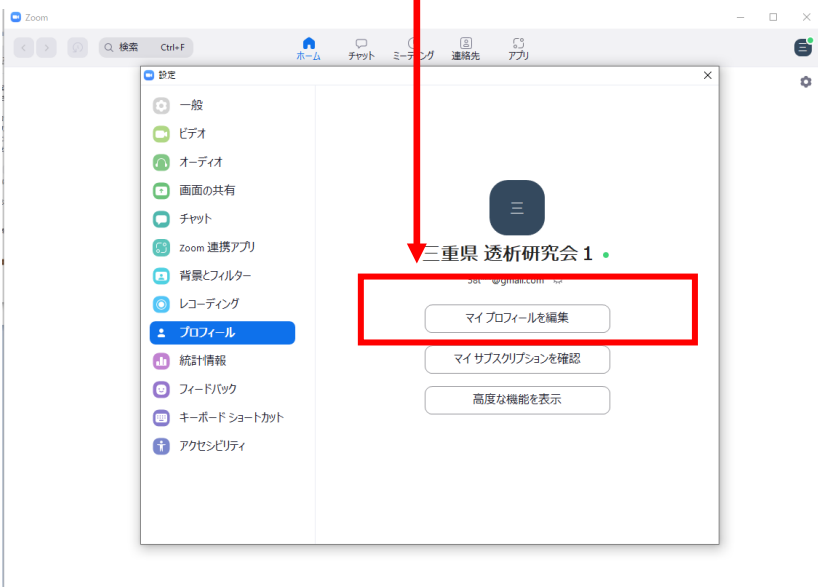 Zoom
検索 Ctrl+F
ホーム
チャット
ミーティング
連絡先
アプリ
三
設定
一般
ビデオ
オーディオ
画面の共有
チャット
Zoom 連携アプリ
背景とフィルター
レコーディング
プロフィール
統計情報
フィードバック
キーボード ショートカット
アクセシビリティ
三
三重県 透析研究会 1
@gmail.com
マイ プロフィールを編集
マイ サブスクリプションを確認
高度な機能を表示